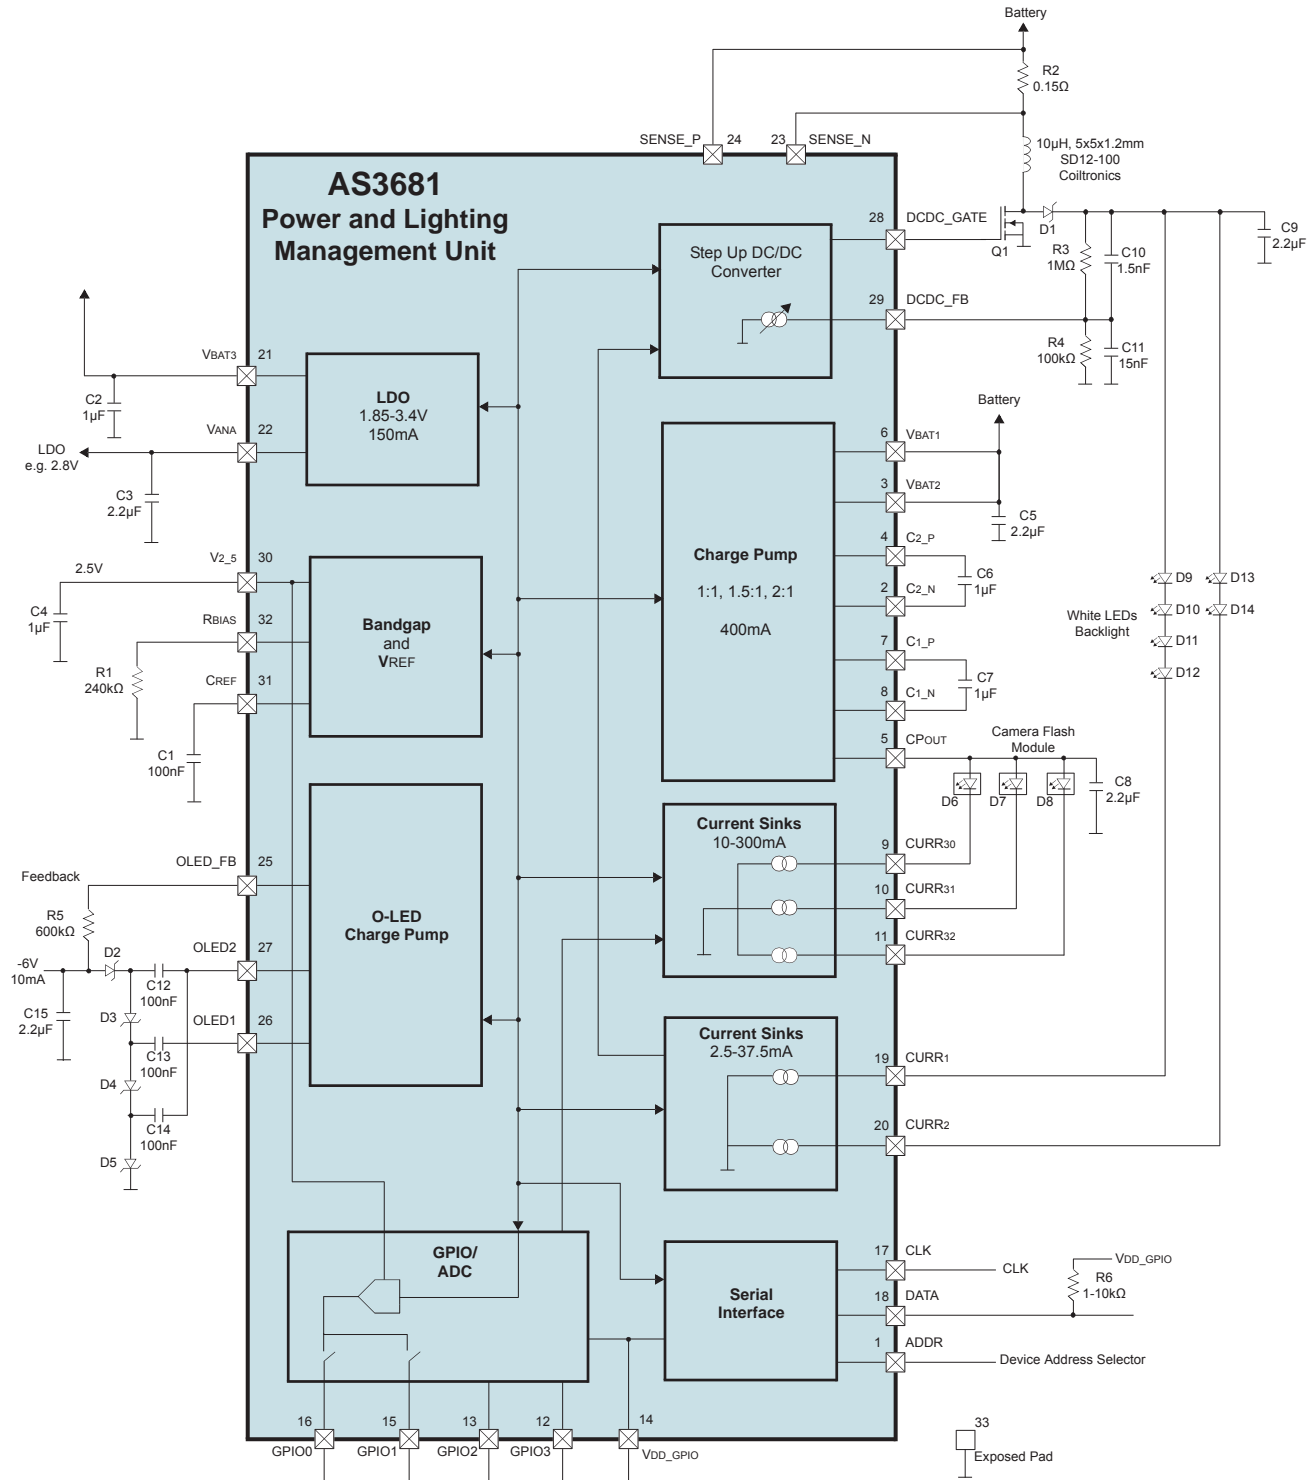 Battery
R2
0.15Ω
SENSE_P
24
23
SENSE_N
10µH, 5x5x1.2mm
SD12-100
Coiltronics
AS3681
Power and Lighting
Management Unit
28
DCDC_GATE
Q1
D1
R3
1MΩ
C10
1.5nF
C9
2.2µF
Step Up DC/DC
Converter
29
DCDC_FB
R4
100kΩ
C11
15nF
VBAT3
21
C2
1µF
LDO
1.85-3.4V
150mA
VANA
22
LDO
e.g. 2.8V
C3
2.2µF
Battery
6
VBAT1
3
VBAT2
C5
2.2µF
4
C2_P
C6
1µF
2
C2_N
7
C1_P
C7
1µF
8
C1_N
5
CPOUT
Charge Pump
1:1, 1.5:1, 2:1
400mA
V2_5
30
2.5V
C4
1µF
RBIAS
32
R1
240kΩ
CREF
31
C1
100nF
Bandgap
and
VREF
D9
D13
D10
D14
White LEDs
Backlight
D11
D12
Camera Flash
Module
D6
D7
D8
C8
2.2µF
Current Sinks
10-300mA
9
CURR30
10
CURR31
11
CURR32
OLED_FB
25
Feedback
R5
600kΩ
O-LED
Charge Pump
OLED2
27
-6V
10mA
D2
C12
100nF
C15
2.2µF
D3
OLED1
26
C13
100nF
D4
C14
100nF
D5
Current Sinks
2.5-37.5mA
19
CURR1
20
CURR2
GPIO/
ADC
Serial
Interface
17
CLK
CLK
VDD_GPIO
R6
1-10kΩ
18
DATA
1
ADDR
Device Address Selector
16
15
13
12
14
GPIO0
GPIO1
GPIO2
GPIO3
VDD_GPIO
33
Exposed Pad